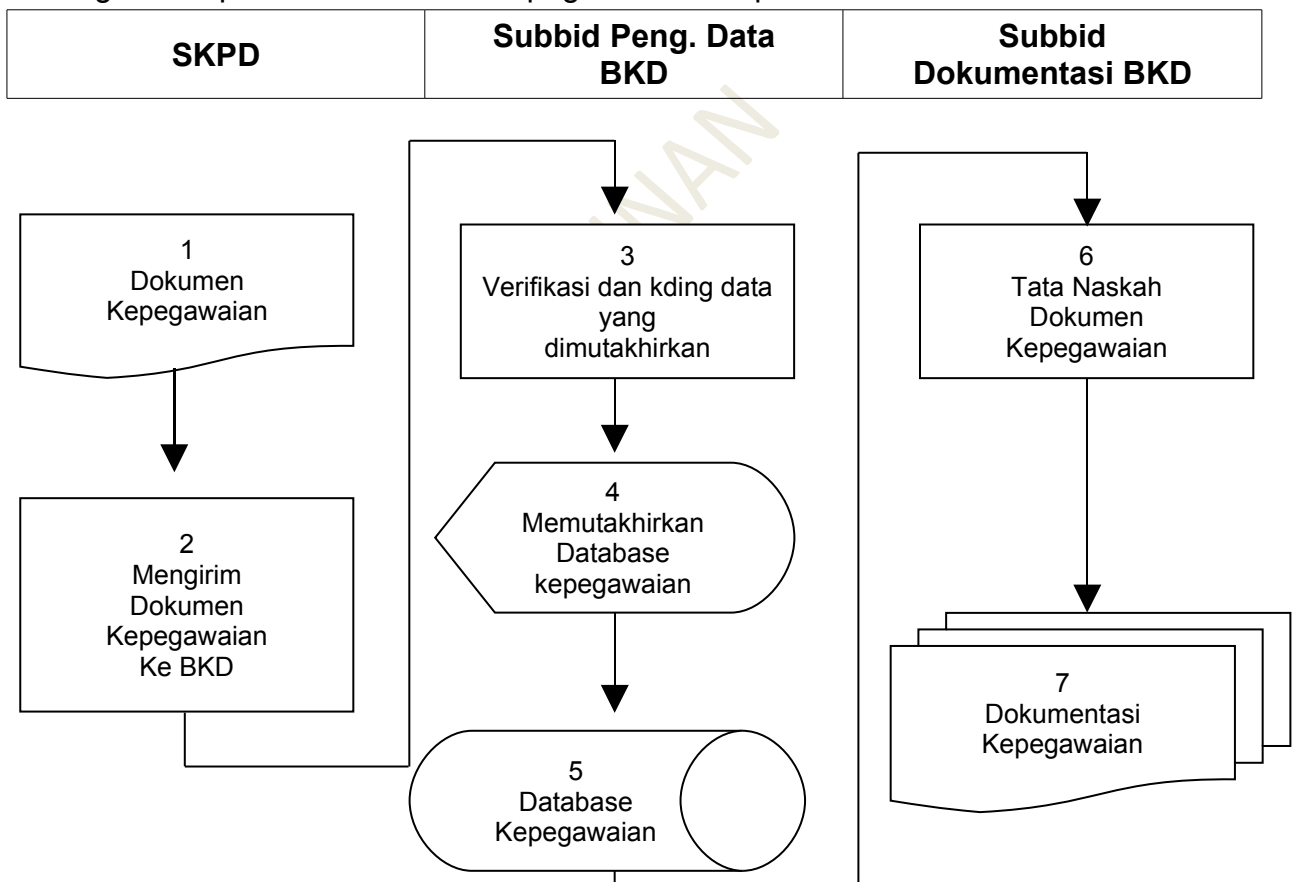 SKPD
Subbid Peng. Data
BKD
Subbid
Dokumentasi BKD
1
Dokumen
Kepegawaian
2
Mengirim
Dokumen
Kepegawaian
Ke BKD
3
Verifikasi dan kding data
yang
dimutakhirkan
4
Memutakhirkan
Database
kepegawaian
5
Database
Kepegawaian
6
Tata Naskah
Dokumen
Kepegawaian
7
Dokumentasi
Kepegawaian